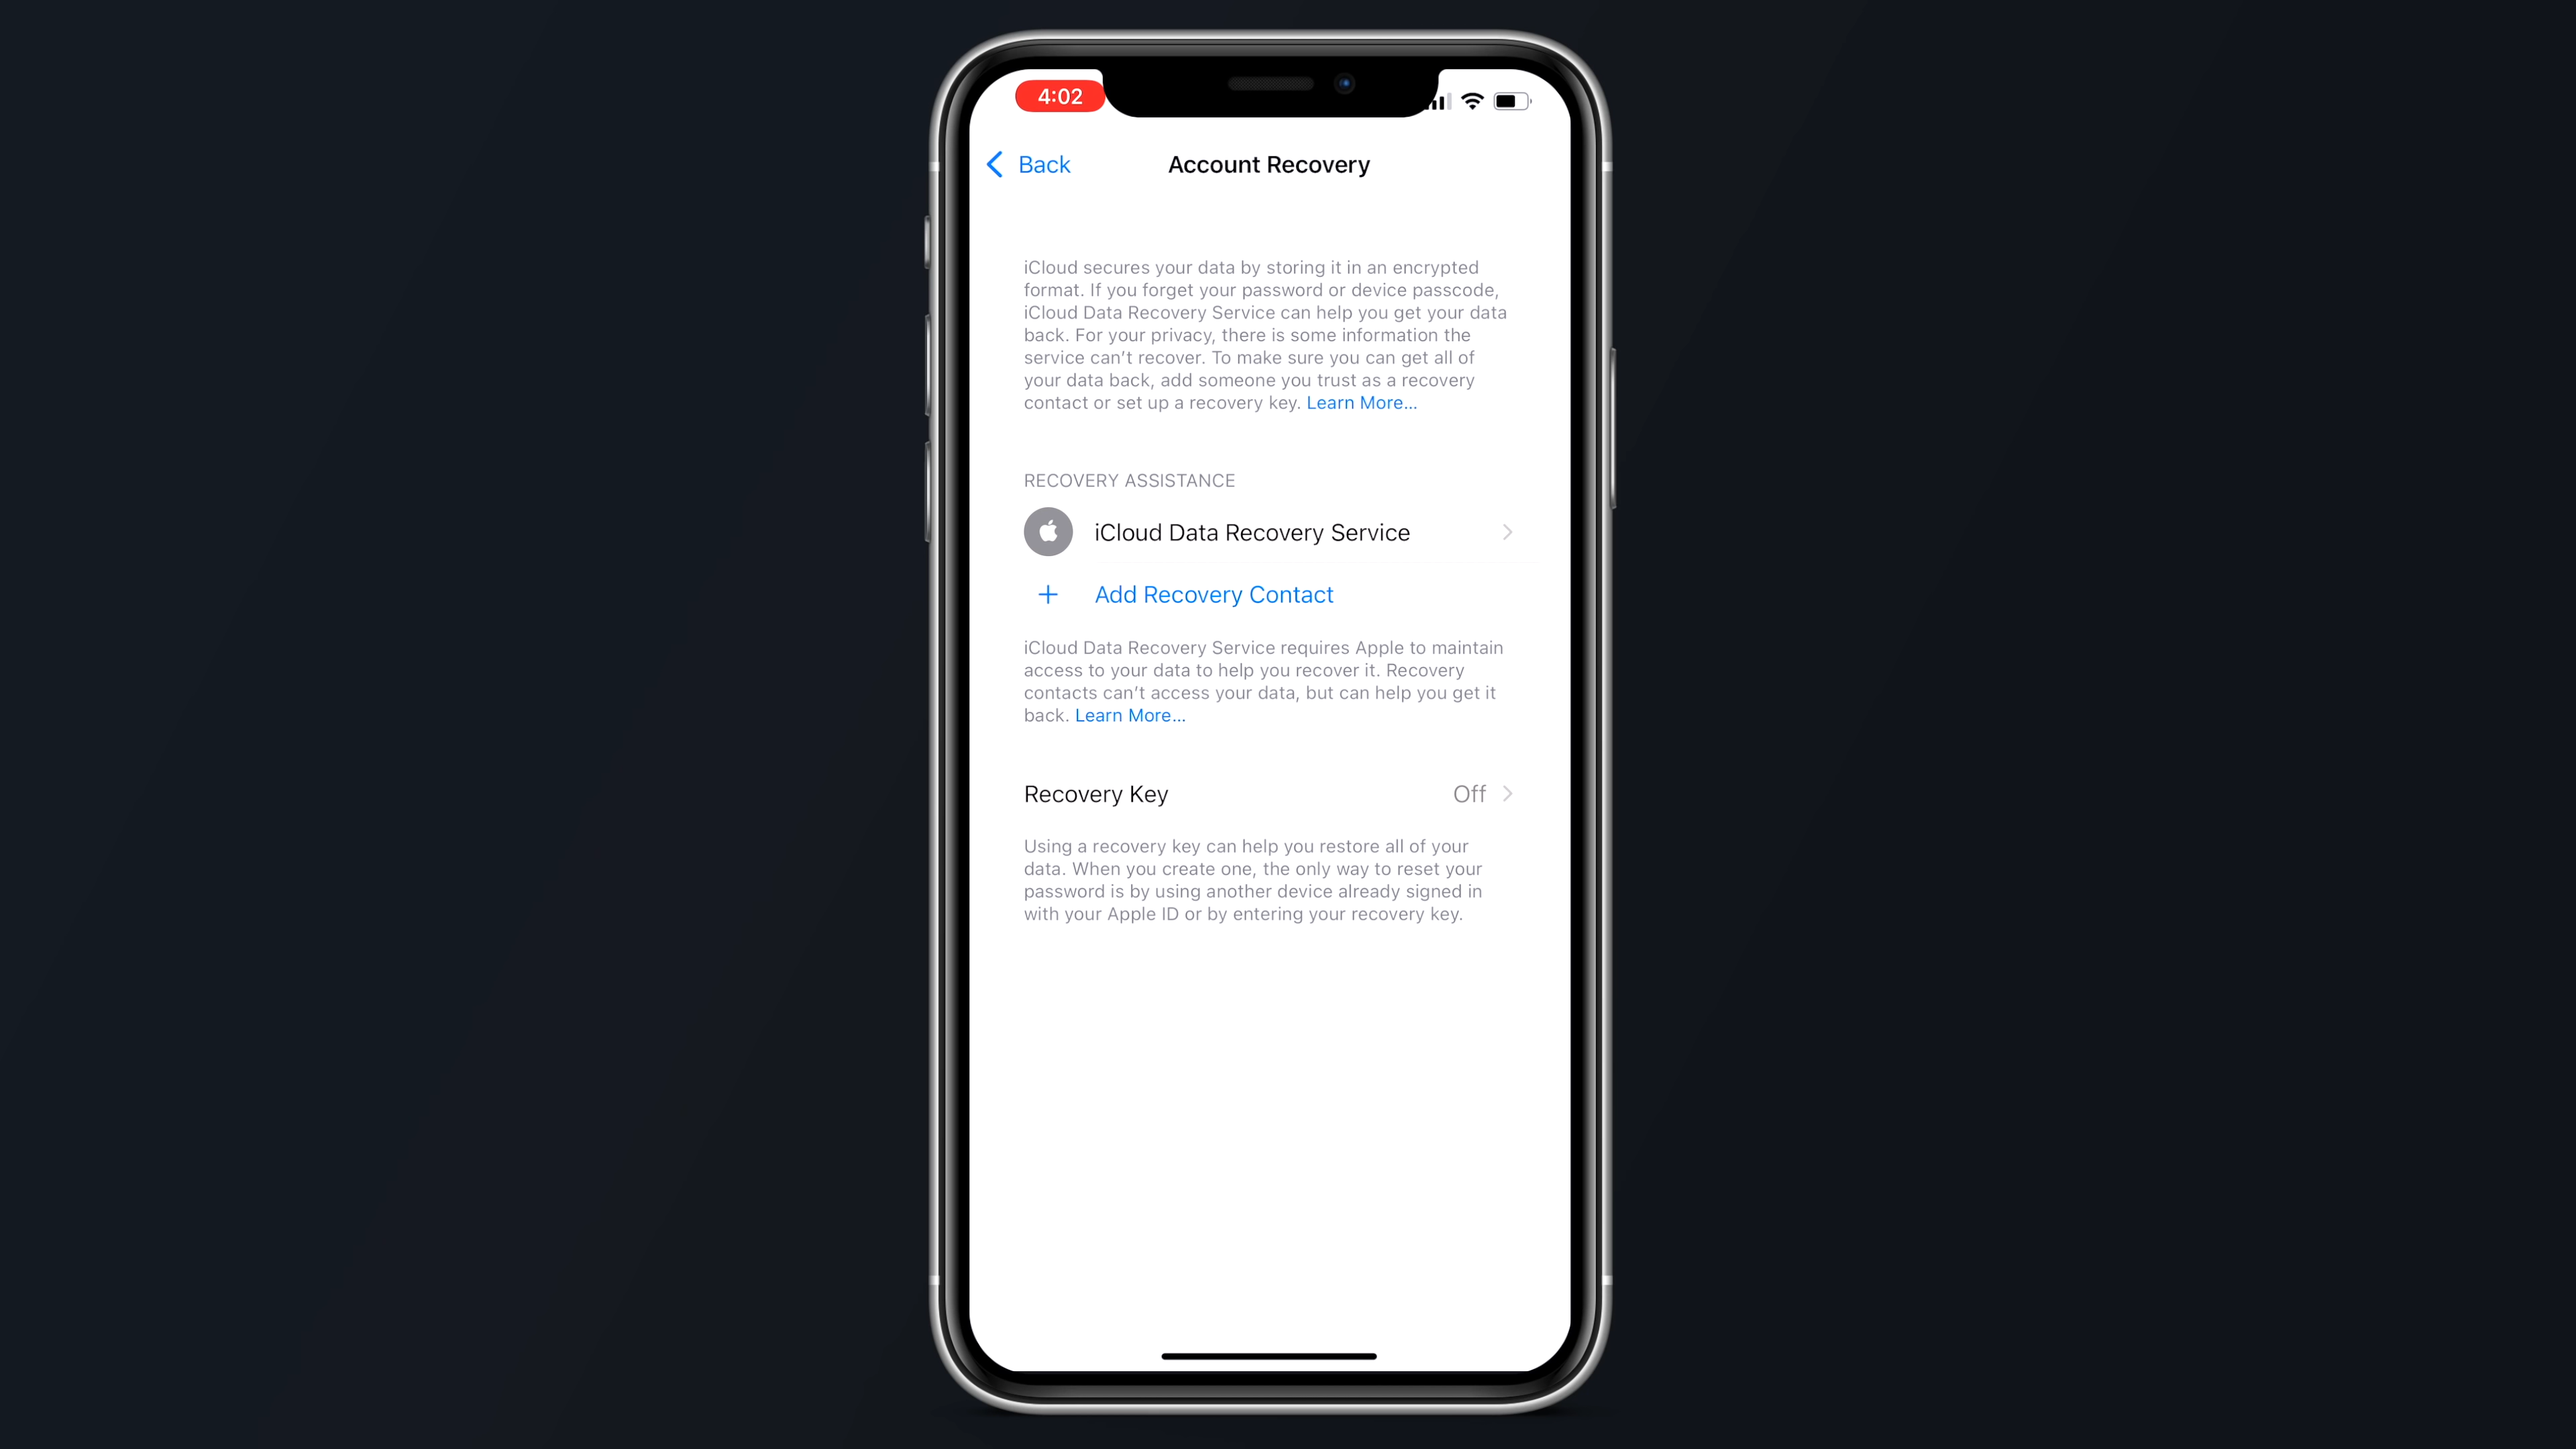 4:02
Back
Account Recovery
iCloud secures your data by storing it in an encrypted
format. If you forget your password or device passcode,
iCloud Data Recovery Service can help you get your data
back. For your privacy, there is some information the
service can't recover. To make sure you can get all of
your data back, add someone you trust as a recovery
contact or set up a recovery key. Learn More...
RECOVERY ASSISTANCE
iCloud Data Recovery Service
+ Add Recovery Contact
iCloud Data Recovery Service requires Apple to maintain
access to your data to help you recover it. Recovery
contacts can't access your data, but can help you get it
back. Learn More...
Recovery Key Off
Using a recovery key can help you restore all of your
data. When you create one, the only way to reset your
password is by using another device already signed in
with your Apple ID or by entering your recovery key.